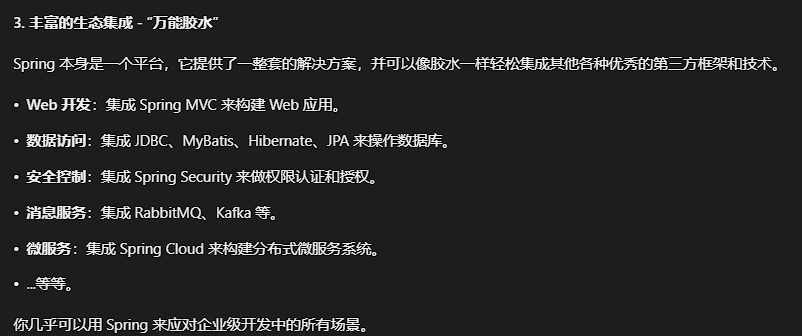 3. 丰富的生态集成 - “万能胶水”
Spring 本身是一个平台，它提供了一整套的解决方案，并可以像胶水一样轻松集成其他各种优秀的第三方框架和技术。
• Web 开发：集成 Spring MVC 来构建 Web 应用。
• 数据访问：集成 JDBC、MyBatis、Hibernate、JPA 来操作数据库。
• 安全控制：集成 Spring Security 来做权限认证和授权。
• 消息服务：集成 RabbitMQ、Kafka 等。
• 微服务：集成 Spring Cloud 来构建分布式微服务系统。
• ...等等。
你几乎可以用 Spring 来应对企业级开发中的所有场景。